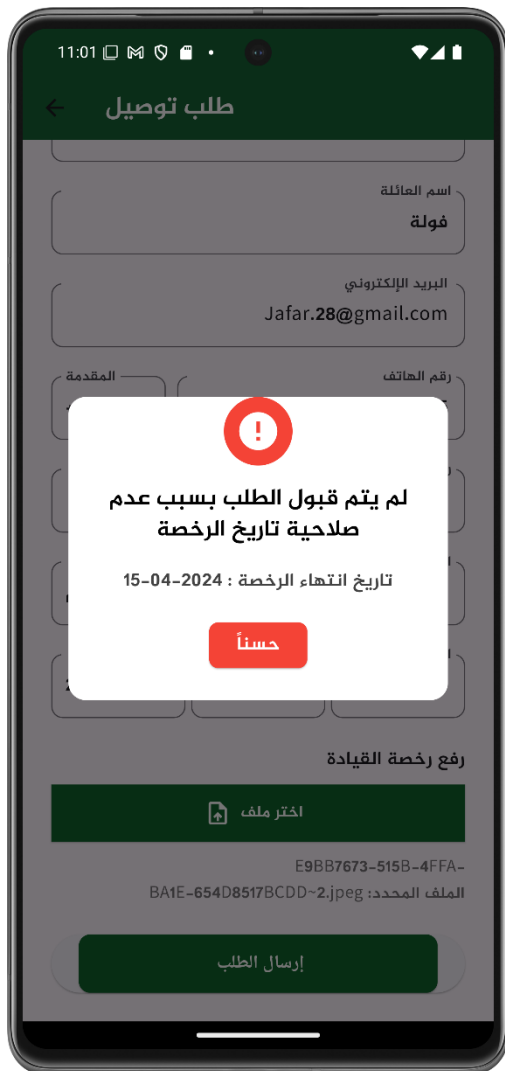 11:01
طلب توصيل
اسم العائلة
فولة
البريد الإلكتروني
Jafar.28@gmail.com
رقم الهاتف
المقدمة
لم يتم قبول الطلب بسبب عدم
صلاحية تاريخ الرخصة
تاريخ انتهاء الرخصة : 2024-04-15
حسناً
رفع رخصة القيادة
اختر ملف
E9BB7673-515B-4FFA-
الملف المحدد: BA1E-654D8517BCDD~2.jpeg
إرسال الطلب